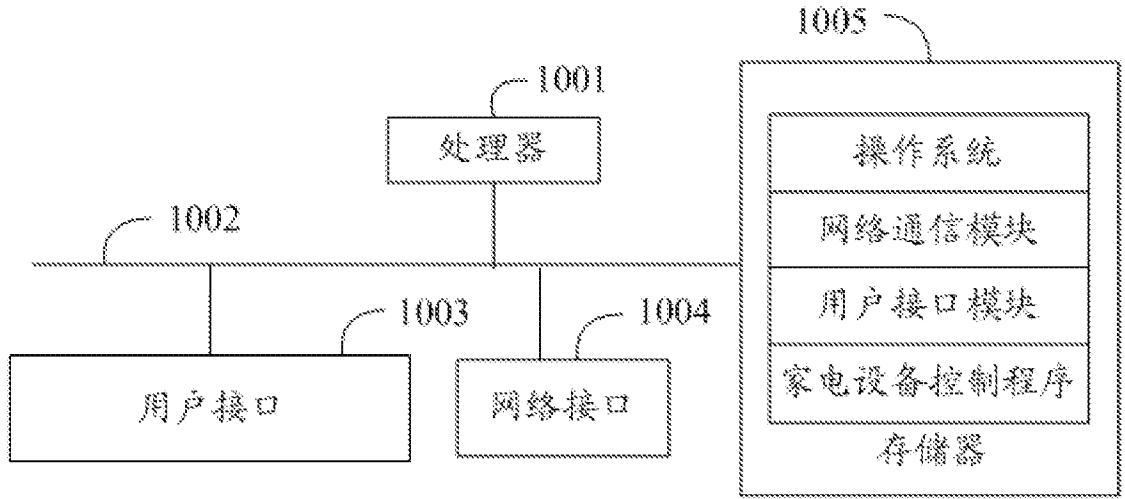 1005
1001
处理器
操作系统
1002
网络通信模块
1003
1004
用户接口模块
用户接口
网络接口
家电设备控制程序
存储器